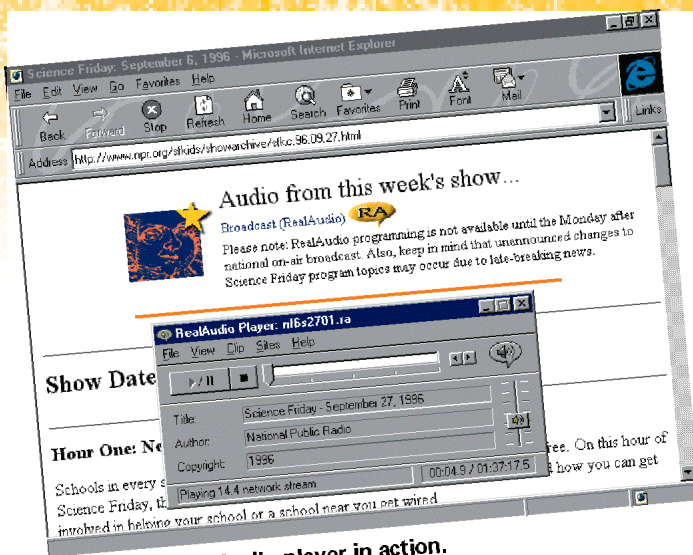 Science Friday: September 6, 1996 - Microsoft Internet Explorer
File Edit View Go Favorites Help
Back Forward Stop Refresh Home Search Favorites Print Font Mail
Address http://www.npr.org/sfkids/showarchive/sfkc.96.09.27.html Links
Audio from this week's show...
Broadcast (RealAudio) RA
Please note: RealAudio programming is not available until the Monday after
national on-air broadcast. Also, keep in mind that unannounced changes to
Science Friday program topics may occur due to late-breaking news.
RealAudio Player: nf6s2701.ra
File View Clip Sites Help
Show Date
Title: Science Friday - September 27, 1996
Author: National Public Radio
Copyright: 1996
Playing 14.4 network stream 00:04.9 / 01:37:17.5
Hour One: Ne
Schools in every s ree. On this hour of
Science Friday, th how you can get
involved in helping your school or a school near you get wired
player in action.